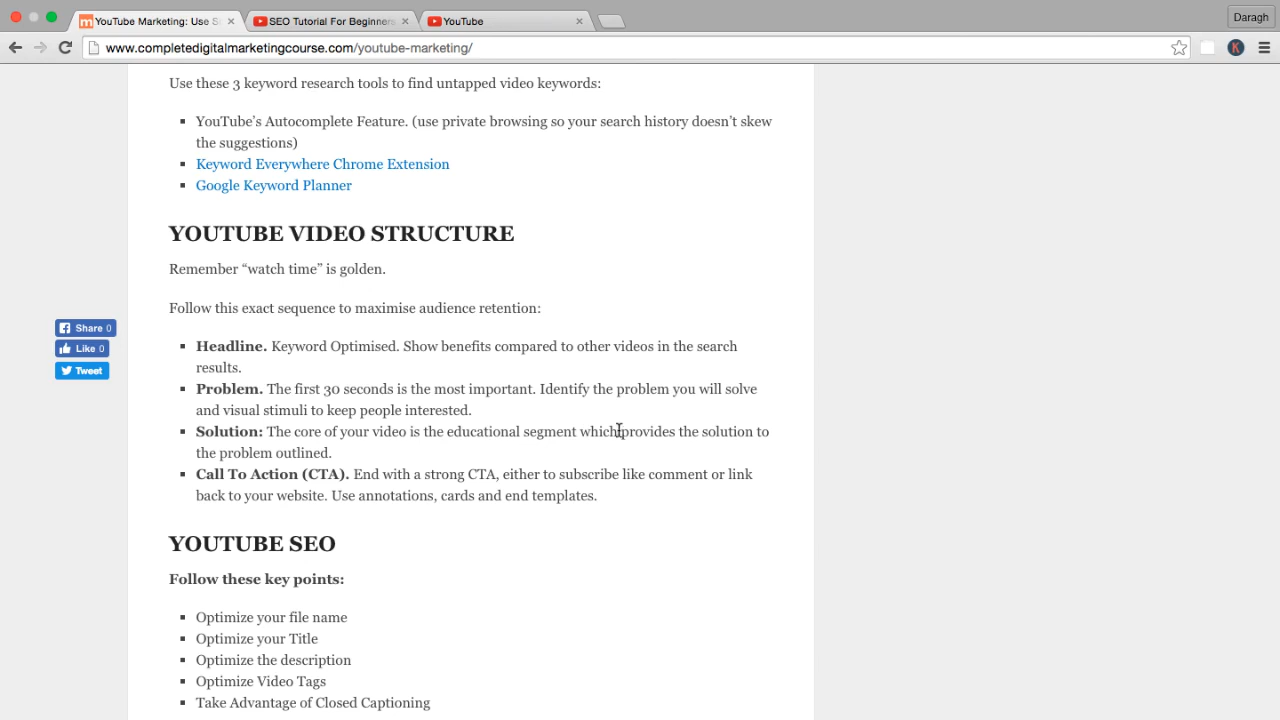 YouTube Marketing: Use S
SEO Tutorial For Beginners
YouTube
Daragh
www.completedigitalmarketingcourse.com/youtube-marketing/
K
Use these 3 keyword research tools to find untapped video keywords:
YouTube’s Autocomplete Feature. (use private browsing so your search history doesn’t skew
the suggestions)
Keyword Everywhere Chrome Extension
Google Keyword Planner
YOUTUBE VIDEO STRUCTURE
Remember “watch time” is golden.
Follow this exact sequence to maximise audience retention:
Share 0
Like 0
Tweet
Headline. Keyword Optimised. Show benefits compared to other videos in the search
results.
Problem. The first 30 seconds is the most important. Identify the problem you will solve
and visual stimuli to keep people interested.
Solution: The core of your video is the educational segment which provides the solution to
the problem outlined.
Call To Action (CTA). End with a strong CTA, either to subscribe like comment or link
back to your website. Use annotations, cards and end templates.
YOUTUBE SEO
Follow these key points:
Optimize your file name
Optimize your Title
Optimize the description
Optimize Video Tags
Take Advantage of Closed Captioning